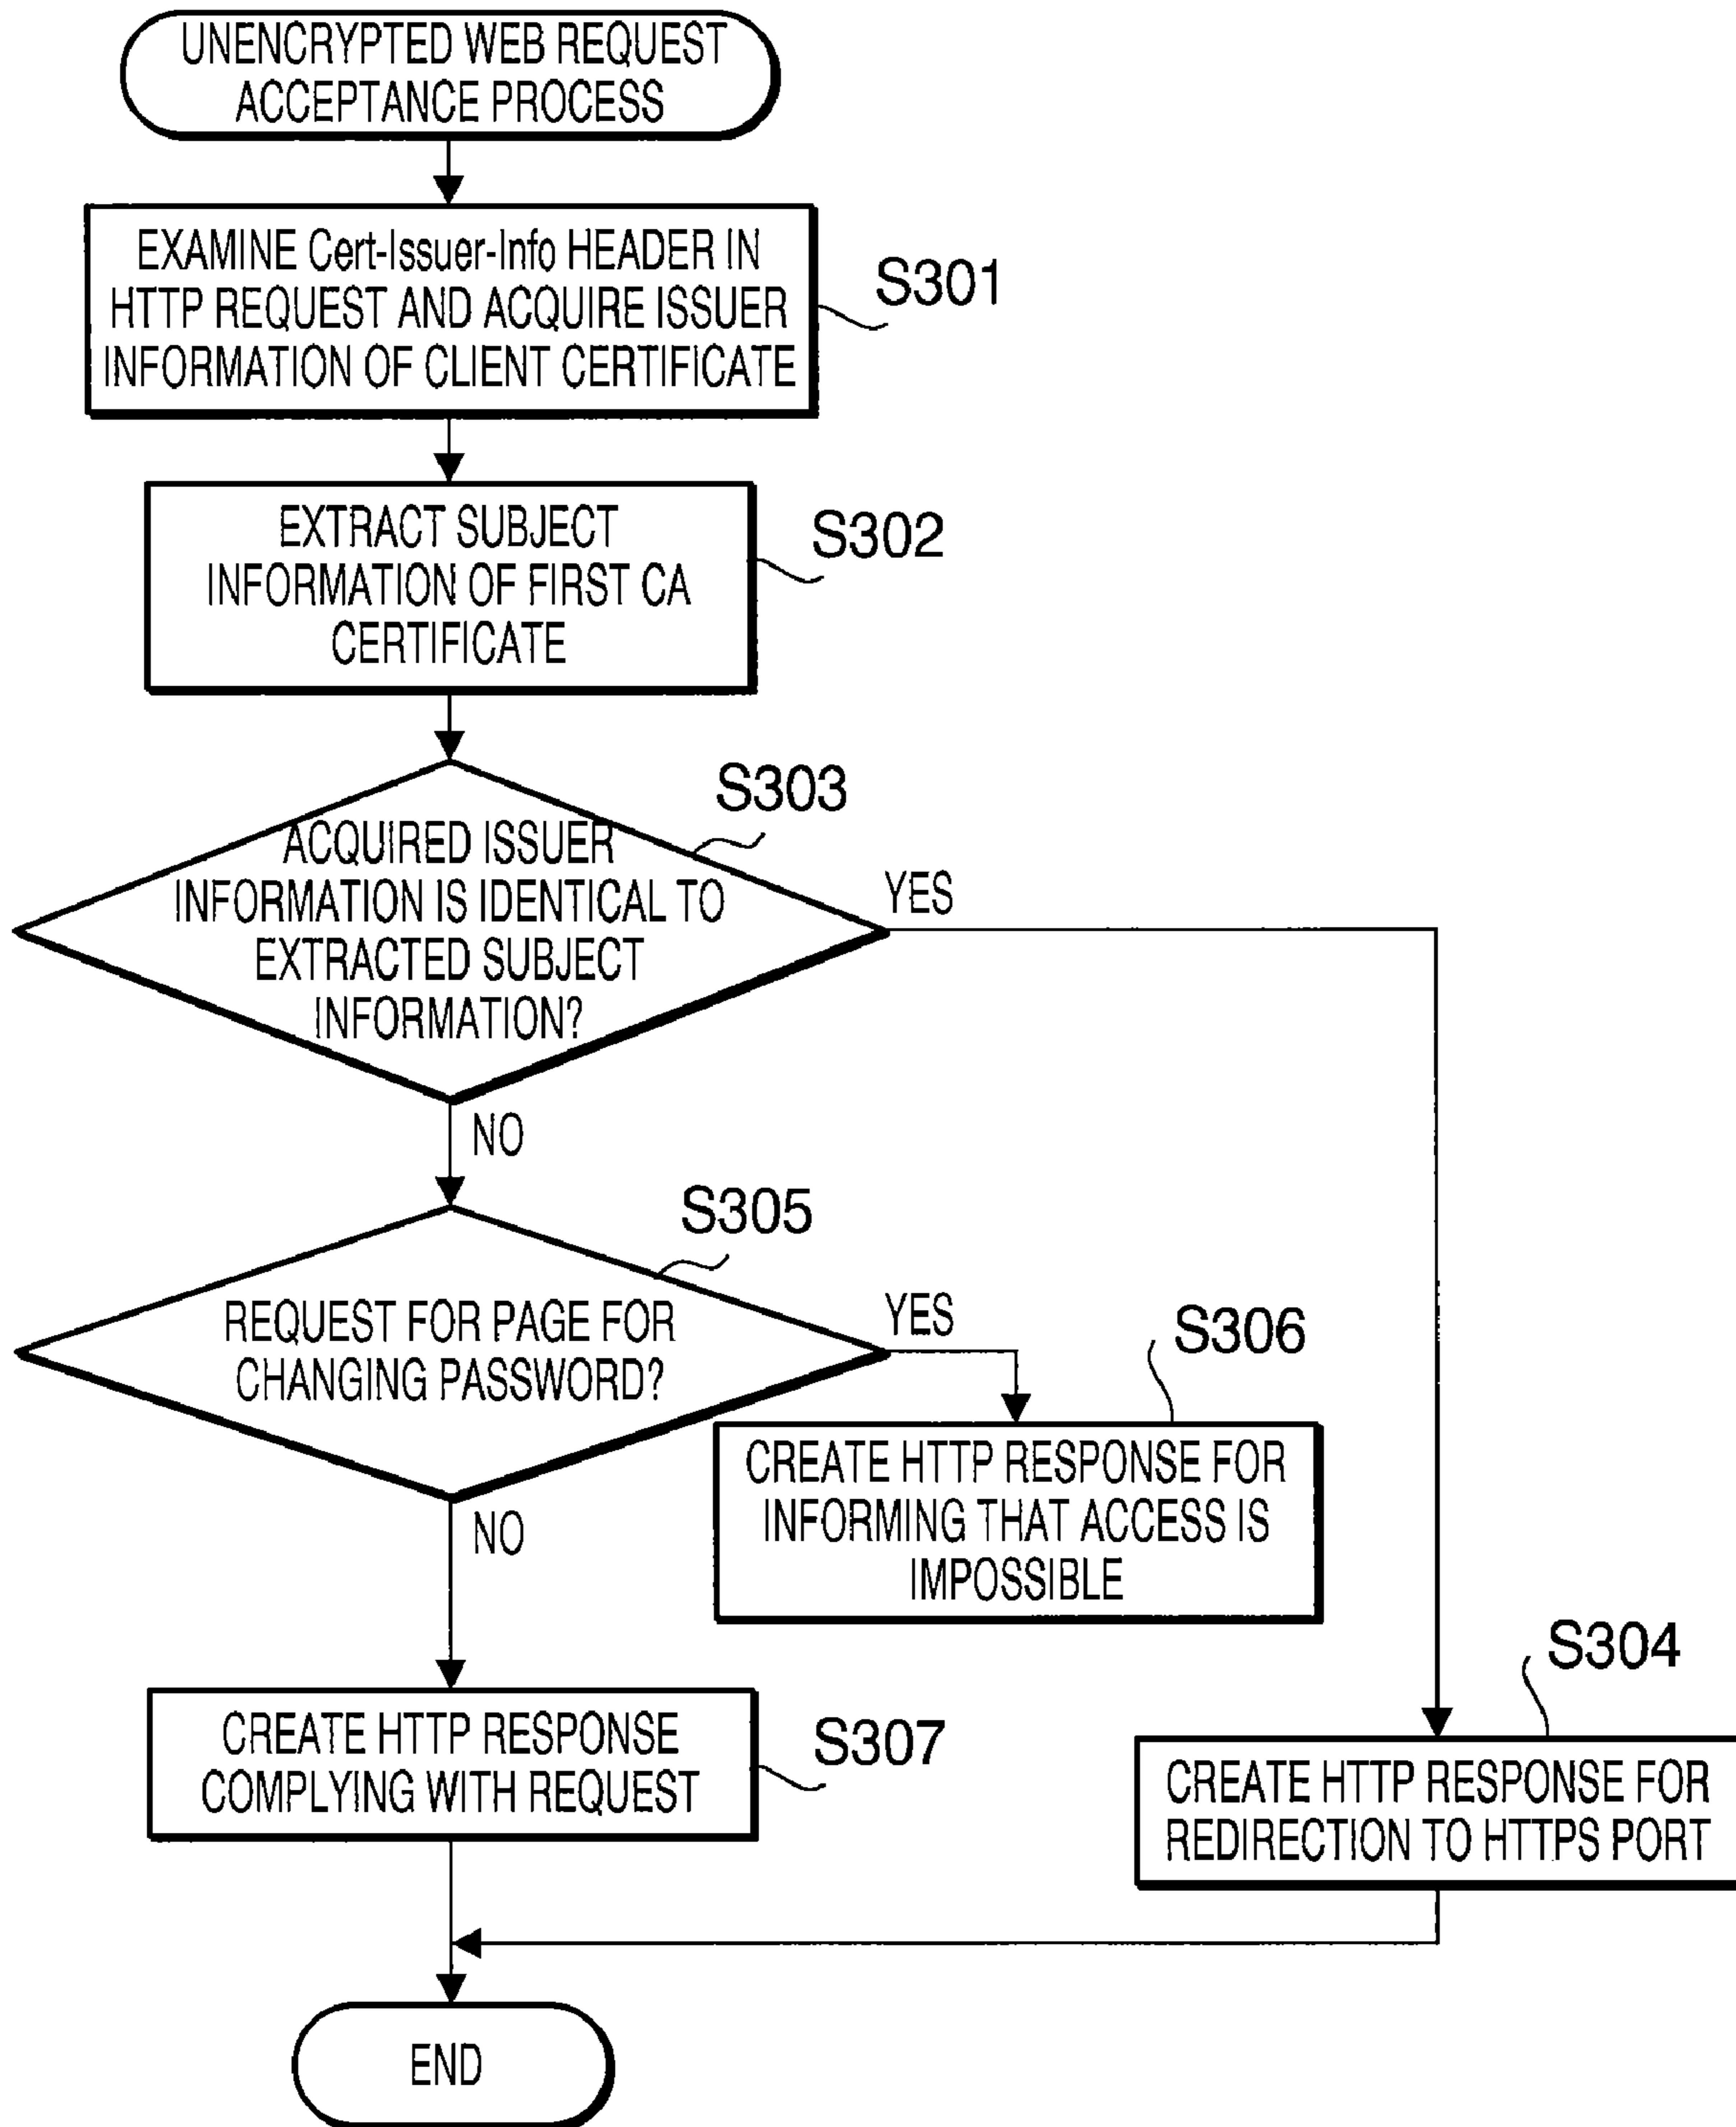 UNENCRYPTED WEB REQUEST
ACCEPTANCE PROCESS
EXAMINE Cert-Issuer-Info HEADER IN
HTTP REQUEST AND ACQUIRE ISSUER
INFORMATION OF CLIENT CERTIFICATE
S301
EXTRACT SUBJECT
INFORMATION OF FIRST CA
CERTIFICATE
S302
S303
ACQUIRED ISSUER
INFORMATION IS IDENTICAL TO
EXTRACTED SUBJECT
INFORMATION?
YES
NO
S305
REQUEST FOR PAGE FOR
CHANGING PASSWORD?
YES
NO
S306
CREATE HTTP RESPONSE FOR
INFORMING THAT ACCESS IS
IMPOSSIBLE
S304
CREATE HTTP RESPONSE FOR
REDIRECTION TO HTTPS PORT
CREATE HTTP RESPONSE
COMPLYING WITH REQUEST
S307
END